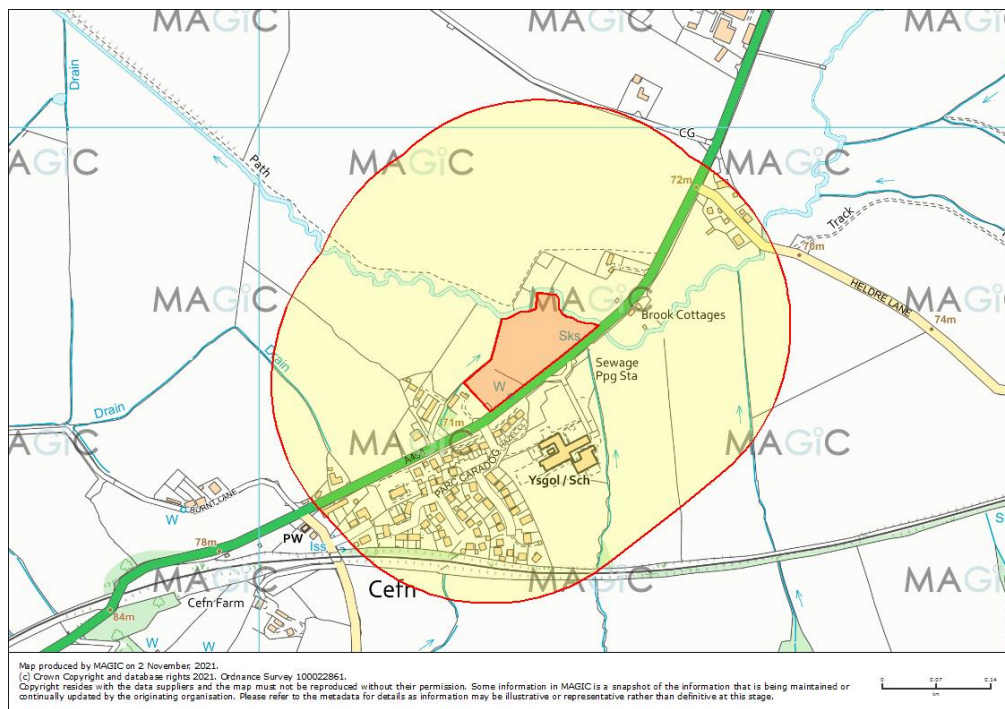 MAGiC
MAGiC
MAGiC
Drain
CG
MAGiC
MAGiC
MAGiC
Path
72m
Track
76m
MAGiC
MAGiC
MAGiC
HELDRE LANE
74m
Brook Cottages
Sks
Sewage
Ppg Sta
Drain
W
Drain
71m
MAGiC
MAGiC
MAGiC
HAZEL CL
PARC CARADOG
Ysgol / Sch
BURNT LANE
W
PW
78m
Iss
MAGiC
MAGiC
MAGiC
Cefn
Cefn Farm
84m
W
W
Map produced by MAGIC on 2 November, 2021.
(c) Crown Copyright and database rights 2021. Ordnance Survey 100022861.
Copyright resides with the data suppliers and the map must not be reproduced without their permission. Some information in MAGIC is a snapshot of the information that is being maintained or
continually updated by the originating organisation. Please refer to the metadata for details as information may be illustrative or representative rather than definitive at this stage.
0 0.07 0.14
km